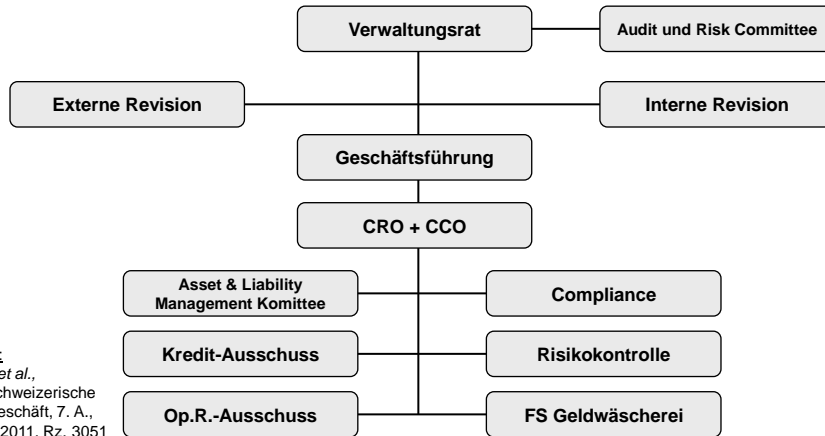 Verwaltungsrat
Audit und Risk Committee
Externe Revision
Interne Revision
Geschäftsführung
CRO + CCO
Asset & Liability
Management Komittee
Compliance
Kredit-Ausschuss
Risikokontrolle
Op.R.-Ausschuss
FS Geldwäscherei
et al.,
chweizerische
eschäft, 7. A.,
2011, Rz. 3051